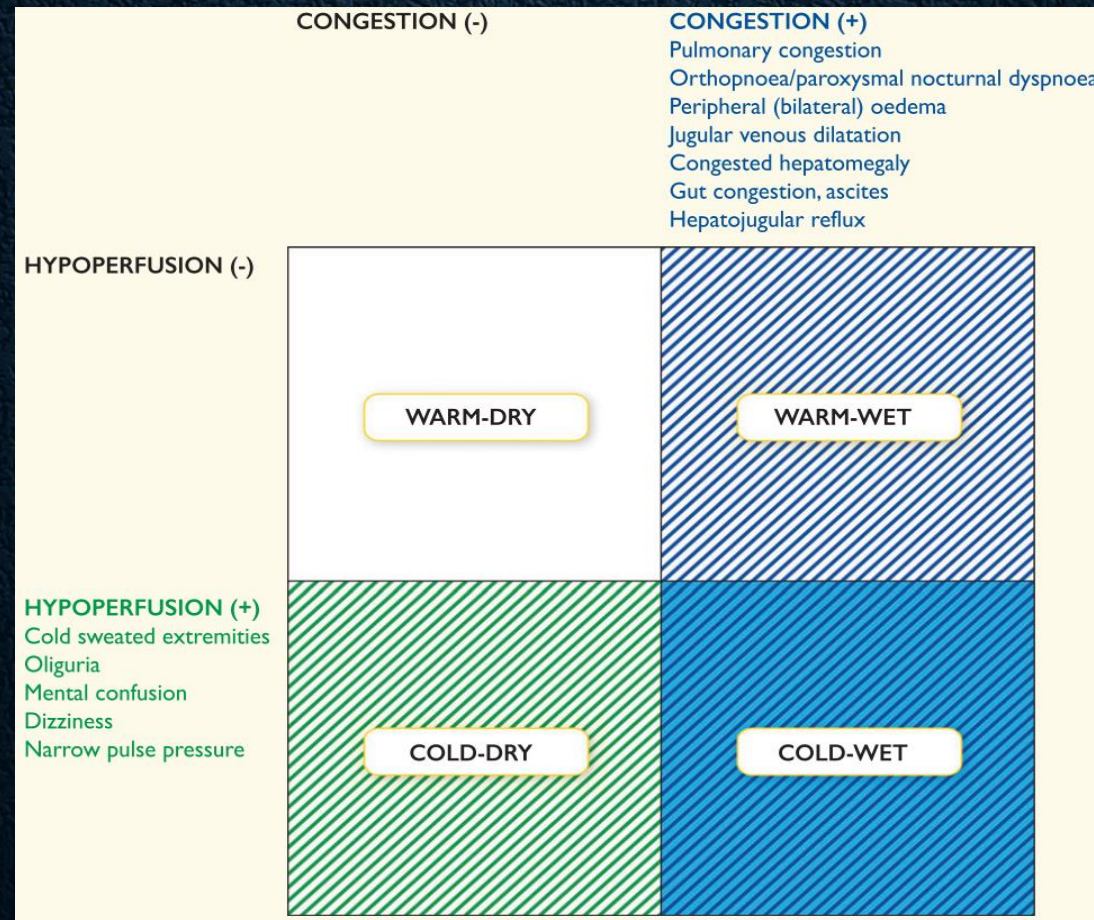 CONGESTION (-)
CONGESTION (+)
Pulmonary congestion
Orthopnoea/paroxysmal nocturnal dyspnoea
Peripheral (bilateral) oedema
Jugular venous dilatation
Congested hepatomegaly
Gut congestion, ascites
Hepatojugular reflux
HYPOPERFUSION (-)
WARM-DRY
WARM-WET
HYPOPERFUSION (+)
Cold sweated extremities
Oliguria
Mental confusion
Dizziness
Narrow pulse pressure
COLD-DRY
COLD-WET